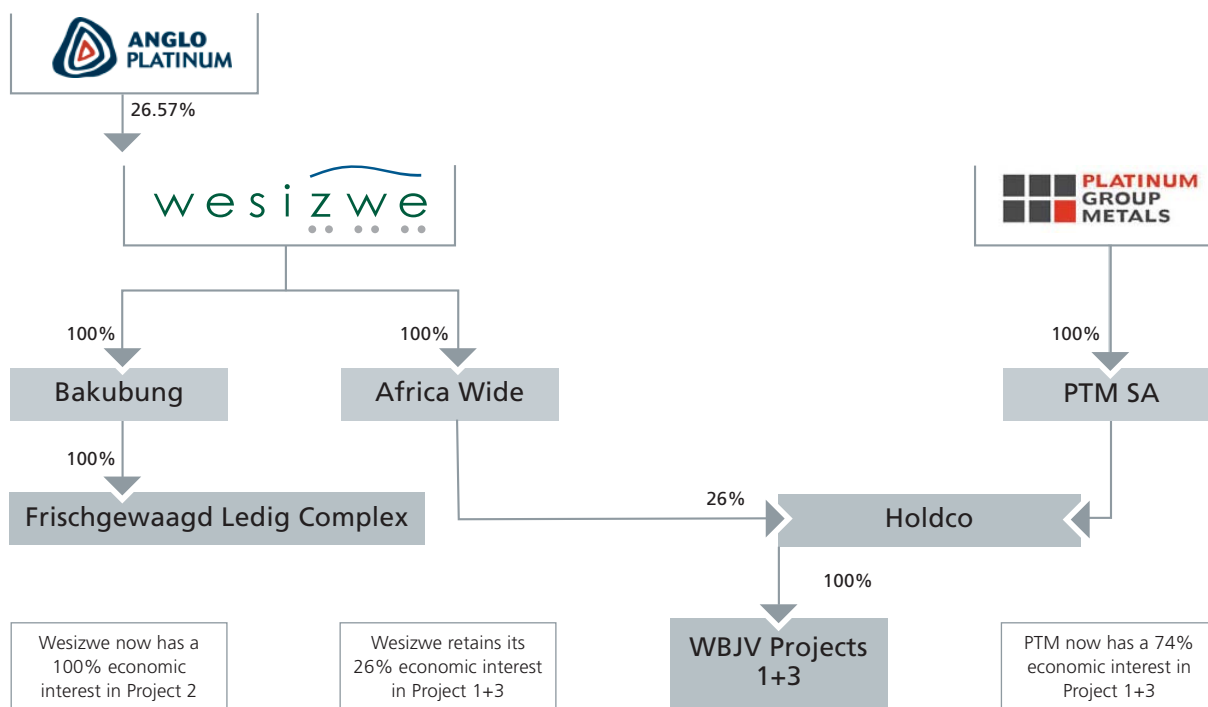 ANGLO
PLATINUM
26.57%
wesizwe
PLATINUM
GROUP
METALS
100%
100%
100%
Bakubung
Africa Wide
PTM SA
100%
26%
Frischgewaagd Ledig Complex
Holdco
100%
Wesizwe now has a
100% economic
interest in Project 2
Wesizwe retains its
26% economic interest
in Project 1+3
WBJV Projects
1+3
PTM now has a 74%
economic interest in
Project 1+3